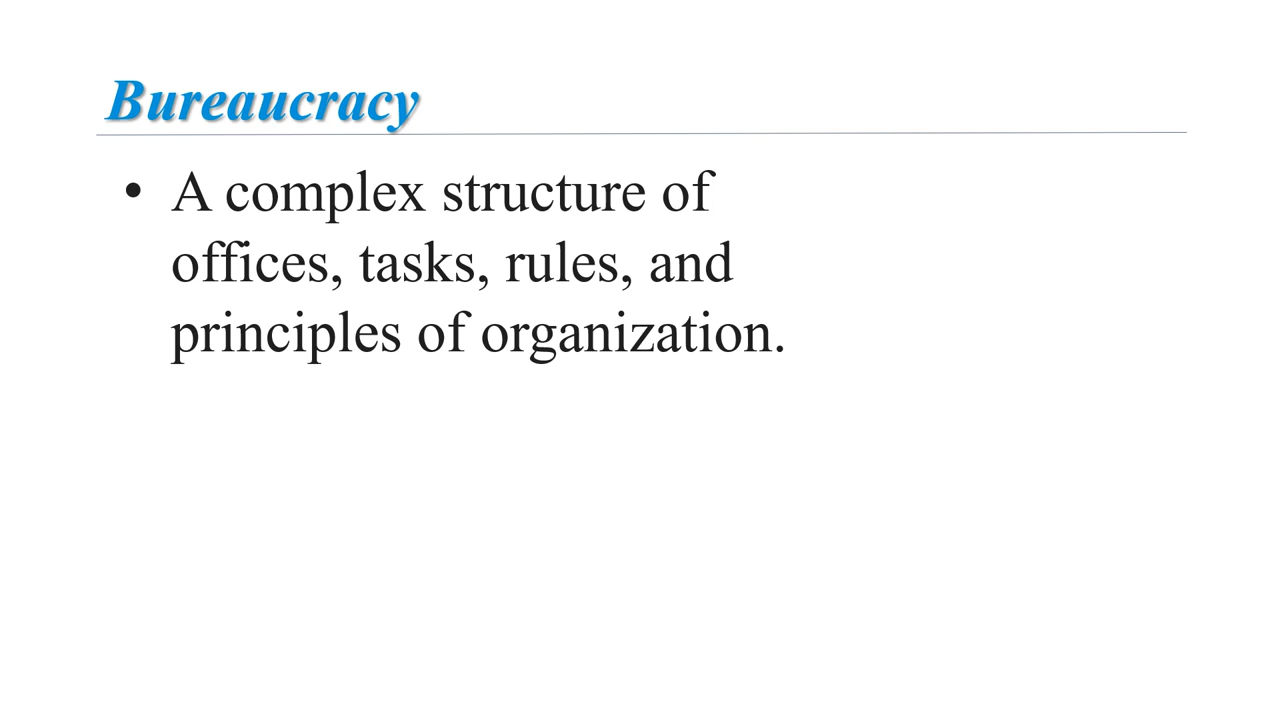 Bureaucracy
• A complex structure of
offices, tasks, rules, and
principles of organization.